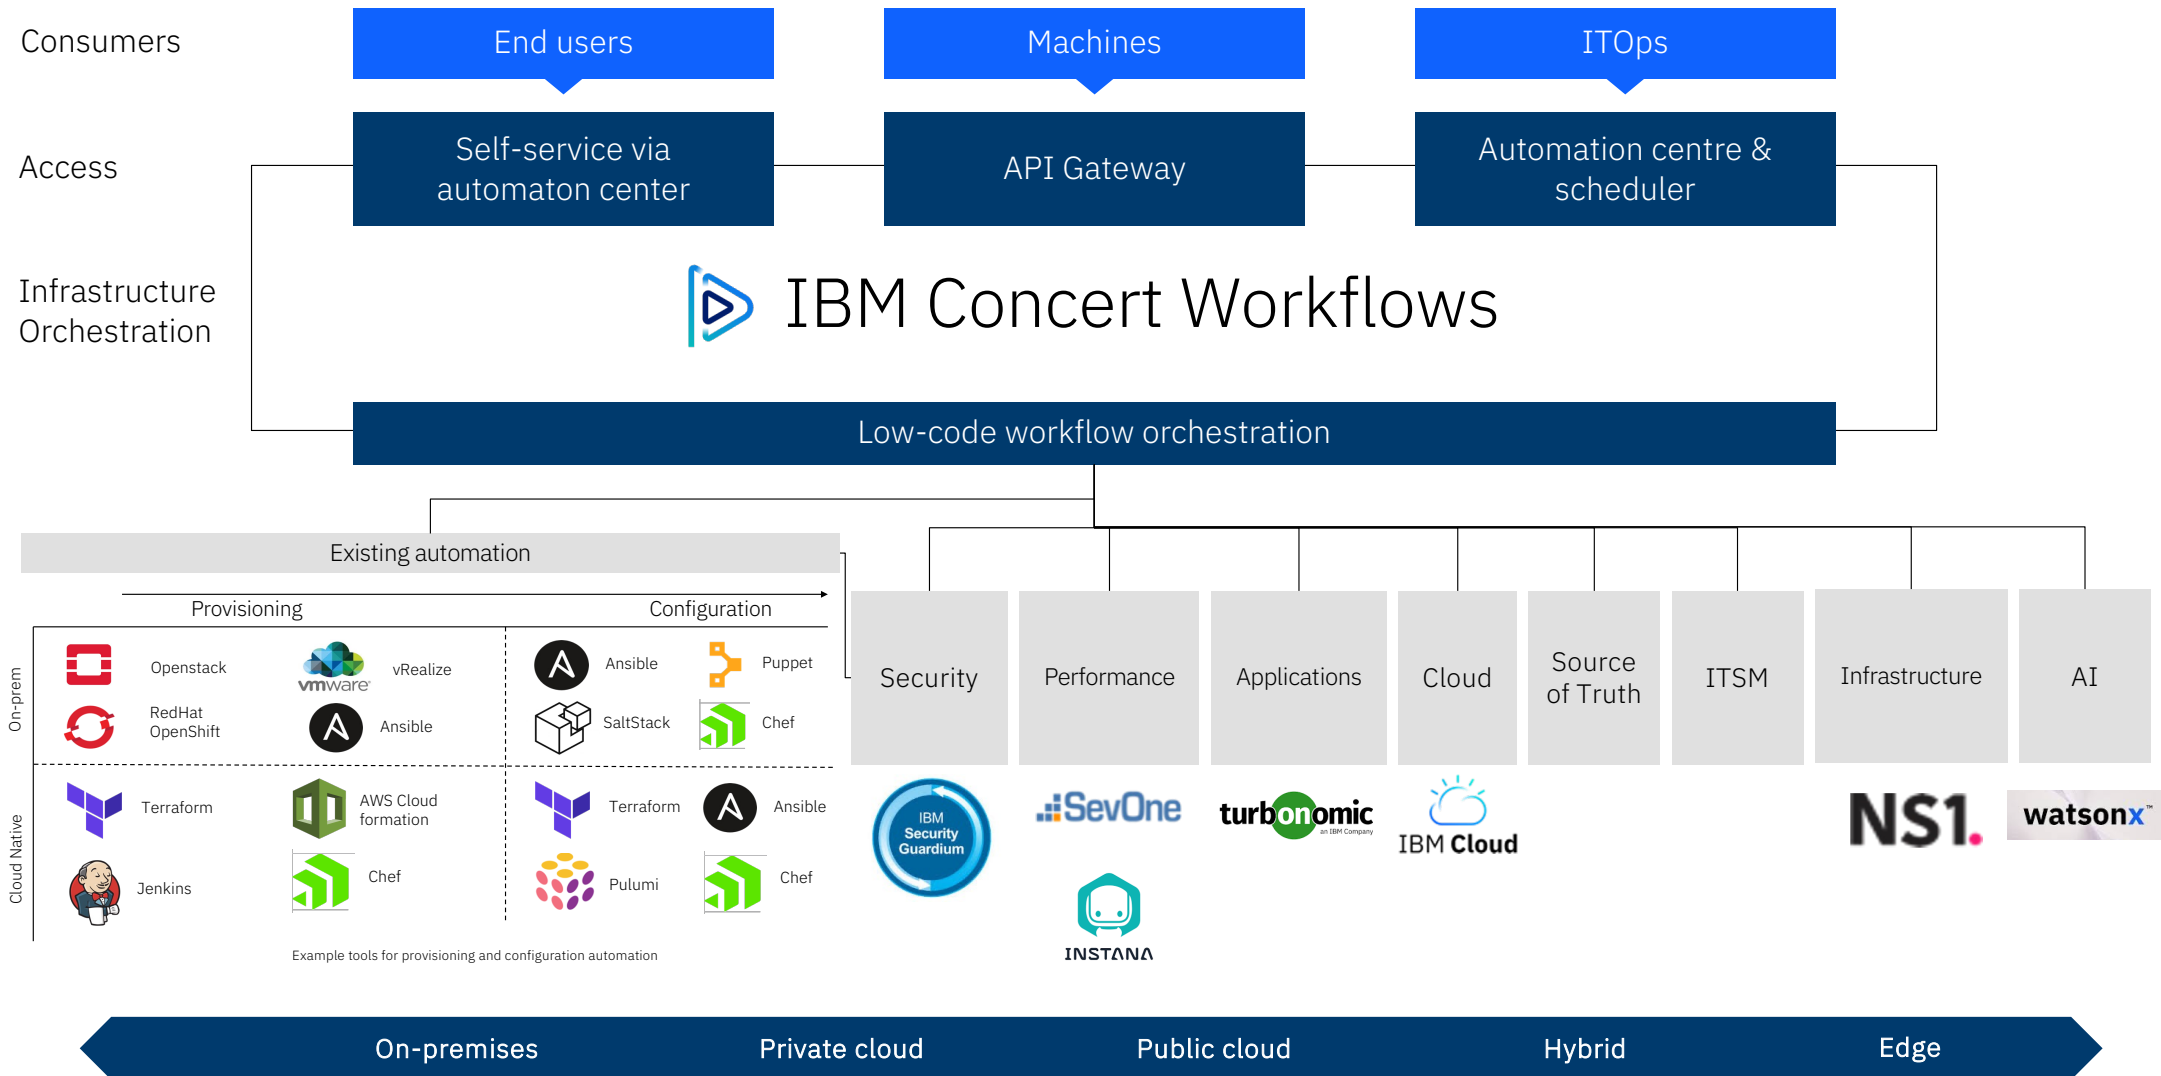 Consumers
End users
Machines
ITOps
Access
Self-service via
automaton center
API Gateway
Automation centre &
scheduler
Infrastructure
Orchestration
IBM Concert Workflows
Low-code workflow orchestration
Existing automation
Provisioning
Configuration
On-prem
Openstack
vmware®
vRealize
Ansible
Puppet
RedHat
OpenShift
Ansible
SaltStack
Chef
Cloud Native
Terraform
AWS Cloud
formation
Terraform
Ansible
Jenkins
Chef
Pulumi
Chef
Example tools for provisioning and configuration automation
Security
Performance
Applications
Cloud
Source
of Truth
ITSM
Infrastructure
AI
IBM
Security
Guardium
SevOne
INSTANA
turbonomic
an IBM Company
IBM Cloud
NS1.
watsonx™
On-premises
Private cloud
Public cloud
Hybrid
Edge